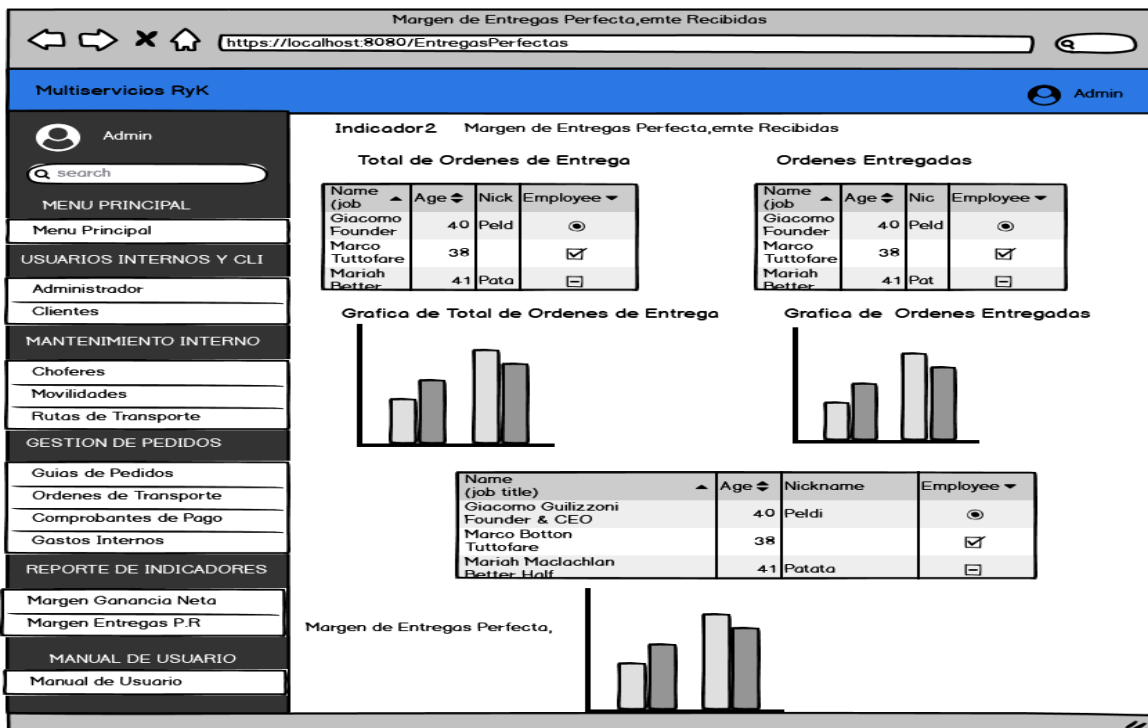 Margen de Entregas Perfecta,emte Recibidas
https://localhost:8080/EntregasPerfectas
Multiservicios RyK
Admin
Admin
search
MENU PRINCIPAL
Menu Principal
USUARIOS INTERNOS Y CLI
Administrador
Clientes
MANTENIMIENTO INTERNO
Choferes
Movilidades
Rutas de Transporte
GESTION DE PEDIDOS
Guias de Pedidos
Ordenes de Transporte
Comprobantes de Pago
Gastos Internos
REPORTE DE INDICADORES
Margen Ganancia Neta
Margen Entregas P.R
MANUAL DE USUARIO
Manual de Usuario
Indicador2 Margen de Entregas Perfecta,emte Recibidas
Total de Ordenes de Entrega
Name (job Age Nick Employee
Giacomo Founder 40 Peld
Marco Tuttofare 38
Mariah Better 41 Pata
Ordenes Entregadas
Name (job Age Nic Employee
Giacomo Founder 40 Peld
Marco Tuttofare 38
Mariah Better 41 Pat
Grafica de Total de Ordenes de Entrega
Grafica de Ordenes Entregadas
Name (job title) Age Nickname Employee
Giacomo Guilizzoni Founder & CEO 40 Peldi
Marco Botton Tuttofare 38
Mariah Maclachlan Better Half 41 Patata
Margen de Entregas Perfecta,